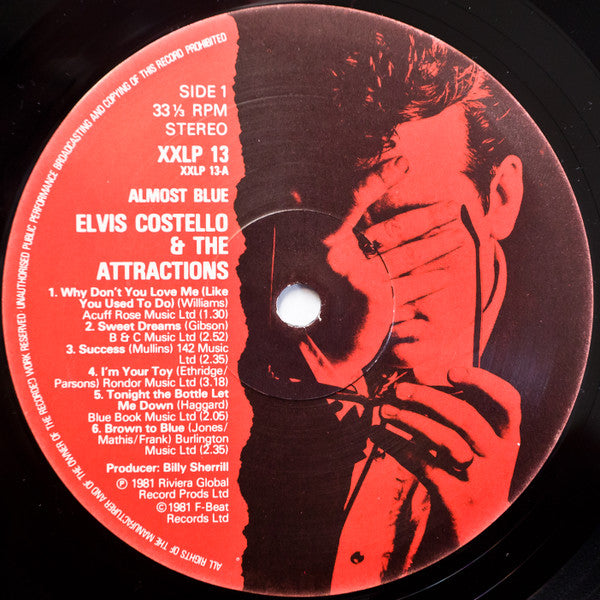 SIDE 1
33 ⅓ RPM
STEREO
XXLP 13
XXLP 13-A
ALMOST BLUE
ELVIS COSTELLO
& THE
ATTRACTIONS
1. Why Don't You Love Me (Like
You Used To Do) (Williams)
Acuff Rose Music Ltd (1.30)
2. Sweet Dreams (Gibson)
B & C Music Ltd (2.52)
3. Success (Mullins) 142 Music
Ltd (2.35)
4. I'm Your Toy (Ethridge/
Parsons) Rondor Music Ltd (3.18)
5. Tonight the Bottle Let
Me Down (Haggard)
Blue Book Music Ltd (2.05)
6. Brown to Blue (Jones/
Mathis/Frank) Burlington
Music Ltd (2.35)
Producer: Billy Sherrill
℗ 1981 Riviera Global
Record Prods Ltd
© 1981 F-Beat
Records Ltd
ALL RIGHTS OF THE MANUFACTURER AND OF THE OWNER OF THE RECORDED WORK RESERVED UNAUTHORISED PUBLIC PERFORMANCE BROADCASTING AND COPYING OF THIS RECORD PROHIBITED